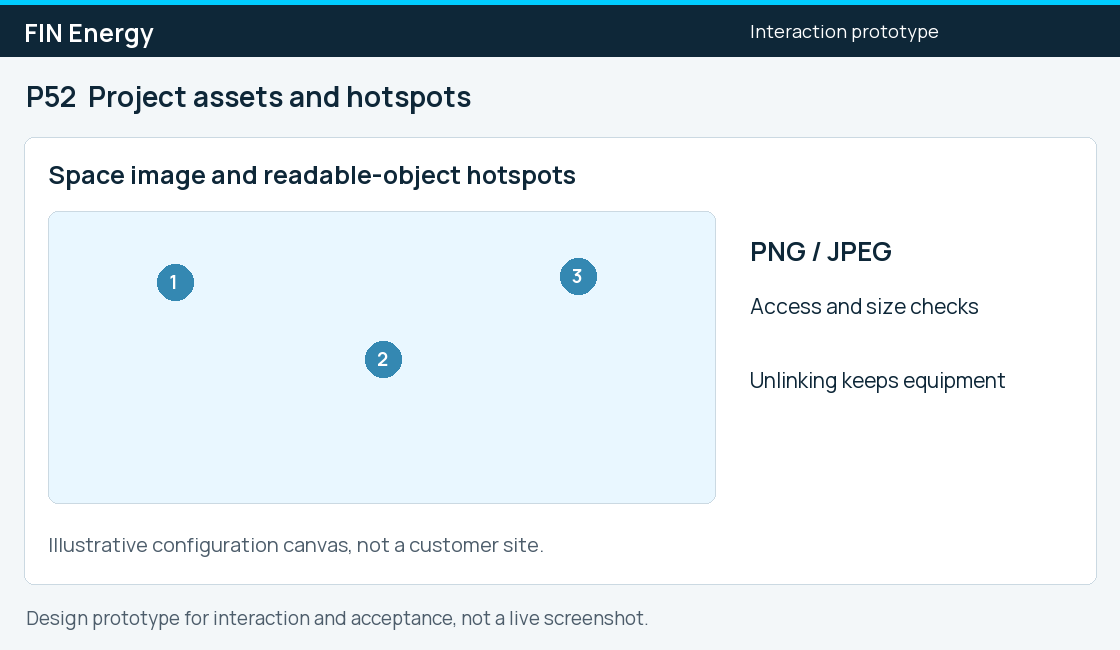 FIN Energy
Interaction prototype
P52 Project assets and hotspots
Space image and readable-object hotspots
1
3
2
PNG / JPEG
Access and size checks
Unlinking keeps equipment
Illustrative configuration canvas, not a customer site.
Design prototype for interaction and acceptance, not a live screenshot.